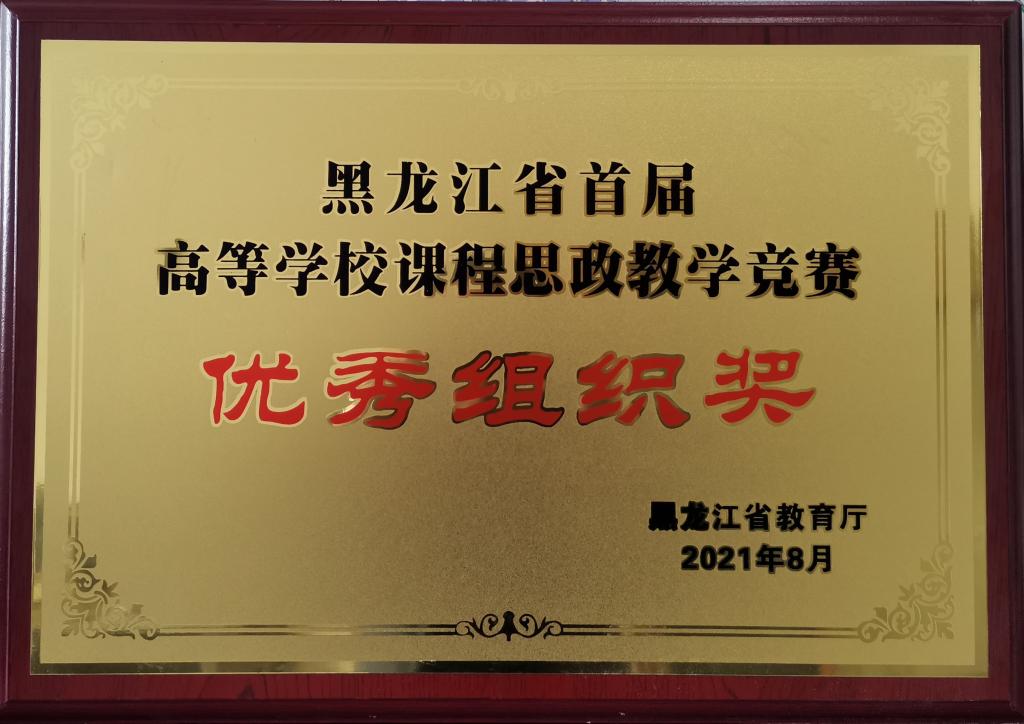 黑龙江省首届
高等学校课程思政教学竞赛
优秀组织奖
黑龙江省教育厅
2021年8月